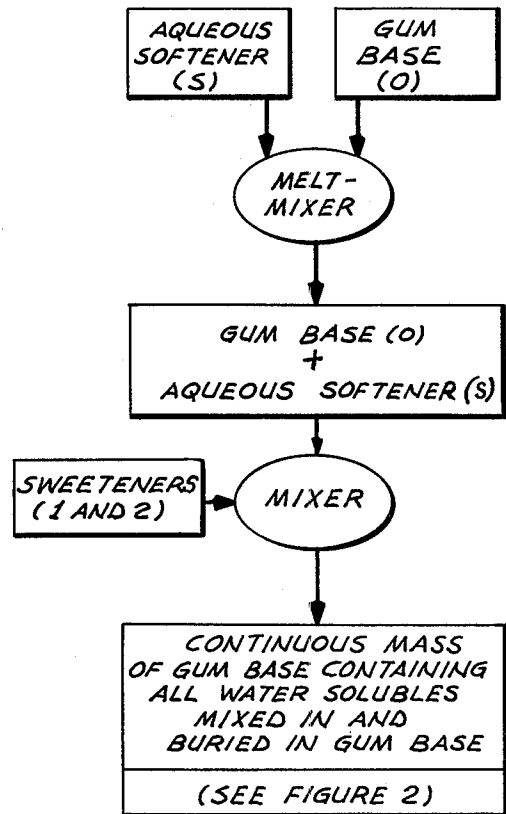 AQUEOUS
SOFTENER
(S)
GUM
BASE
(O)
MELT-
MIXER
GUM BASE (O)
+
AQUEOUS SOFTENER (S)
SWEETENERS
(1 AND 2)
MIXER
CONTINUOUS MASS
OF GUM BASE CONTAINING
ALL WATER SOLUBLES
MIXED IN AND
BURIED IN GUM BASE
(SEE FIGURE 2)